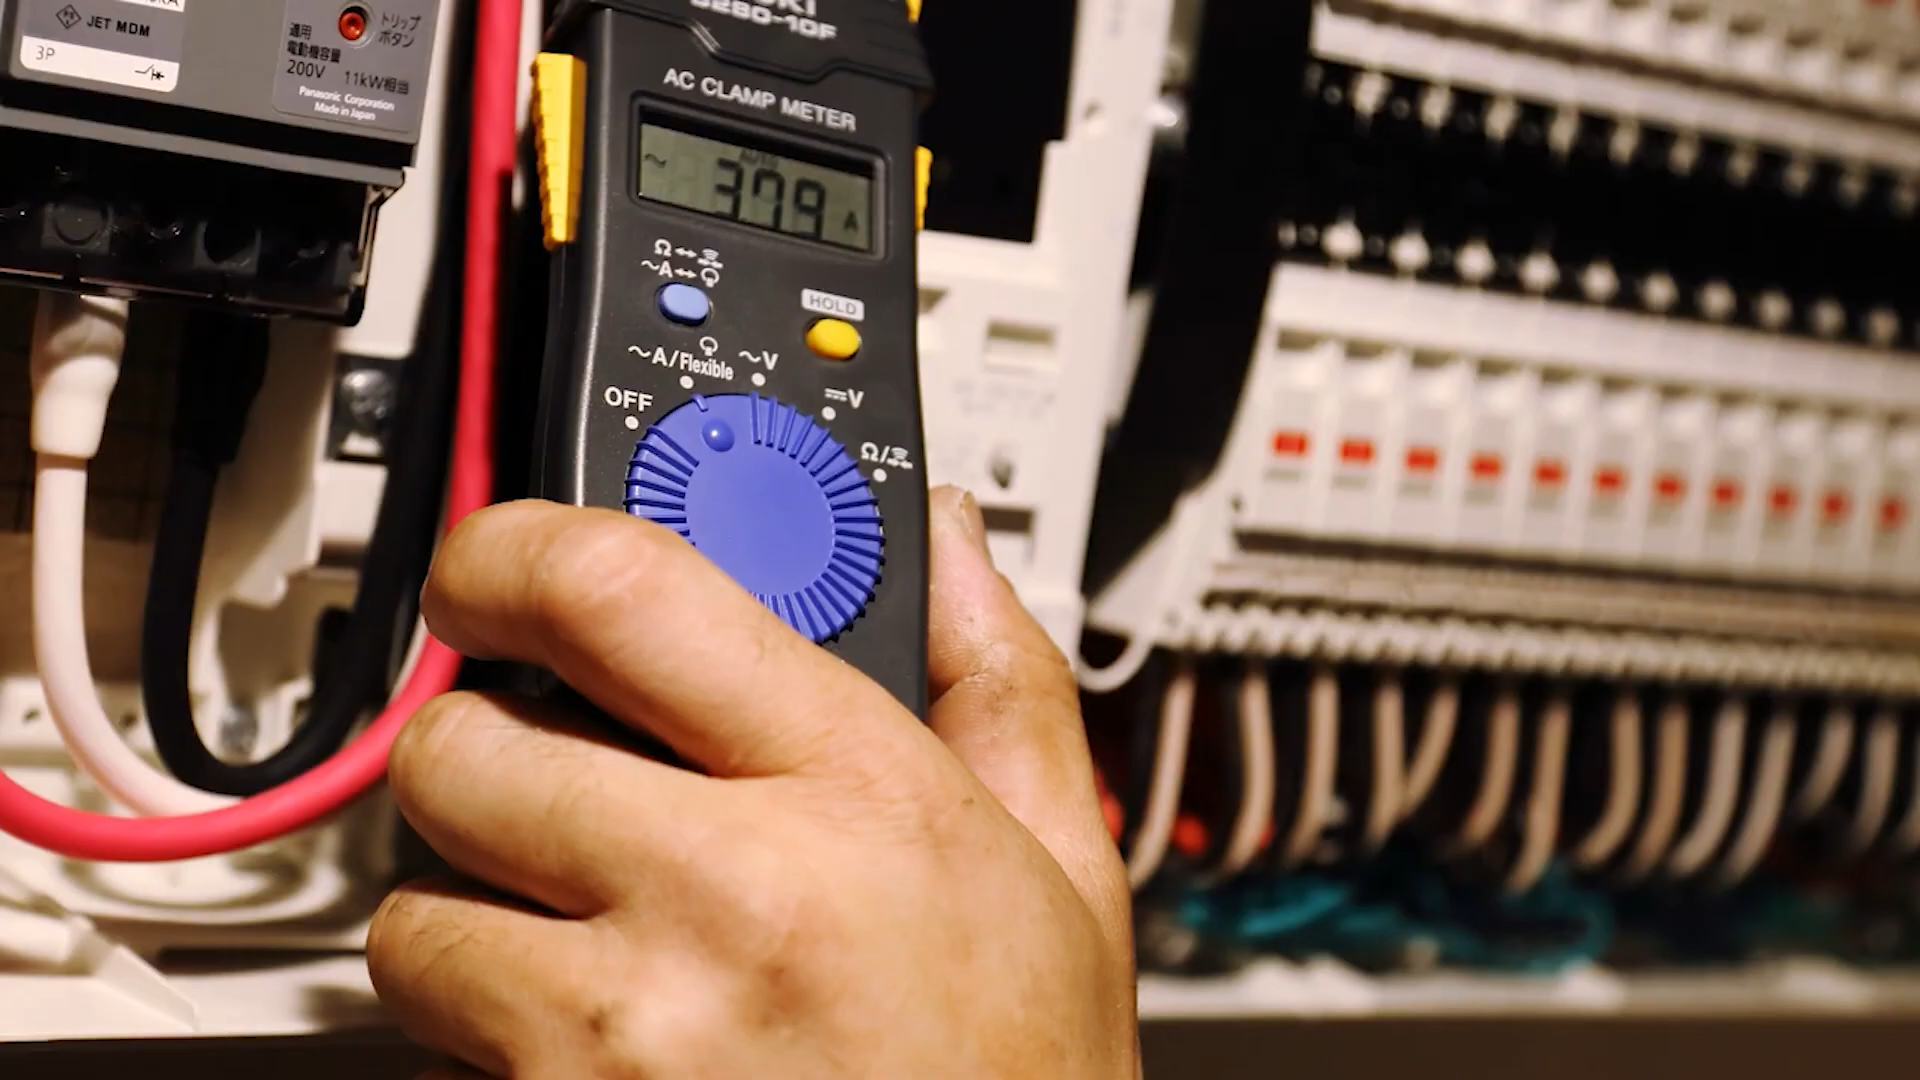 JET MDM
3P
適用
電動機容量
200V 11kW相当
トリップ
ボタン
Panasonic Corporation
Made in Japan
3280-10F
AC CLAMP METER
AUTO
~
A
Ω↔
~A↔
HOLD
~A/Flexible
~V
OFF
⎓V
Ω/